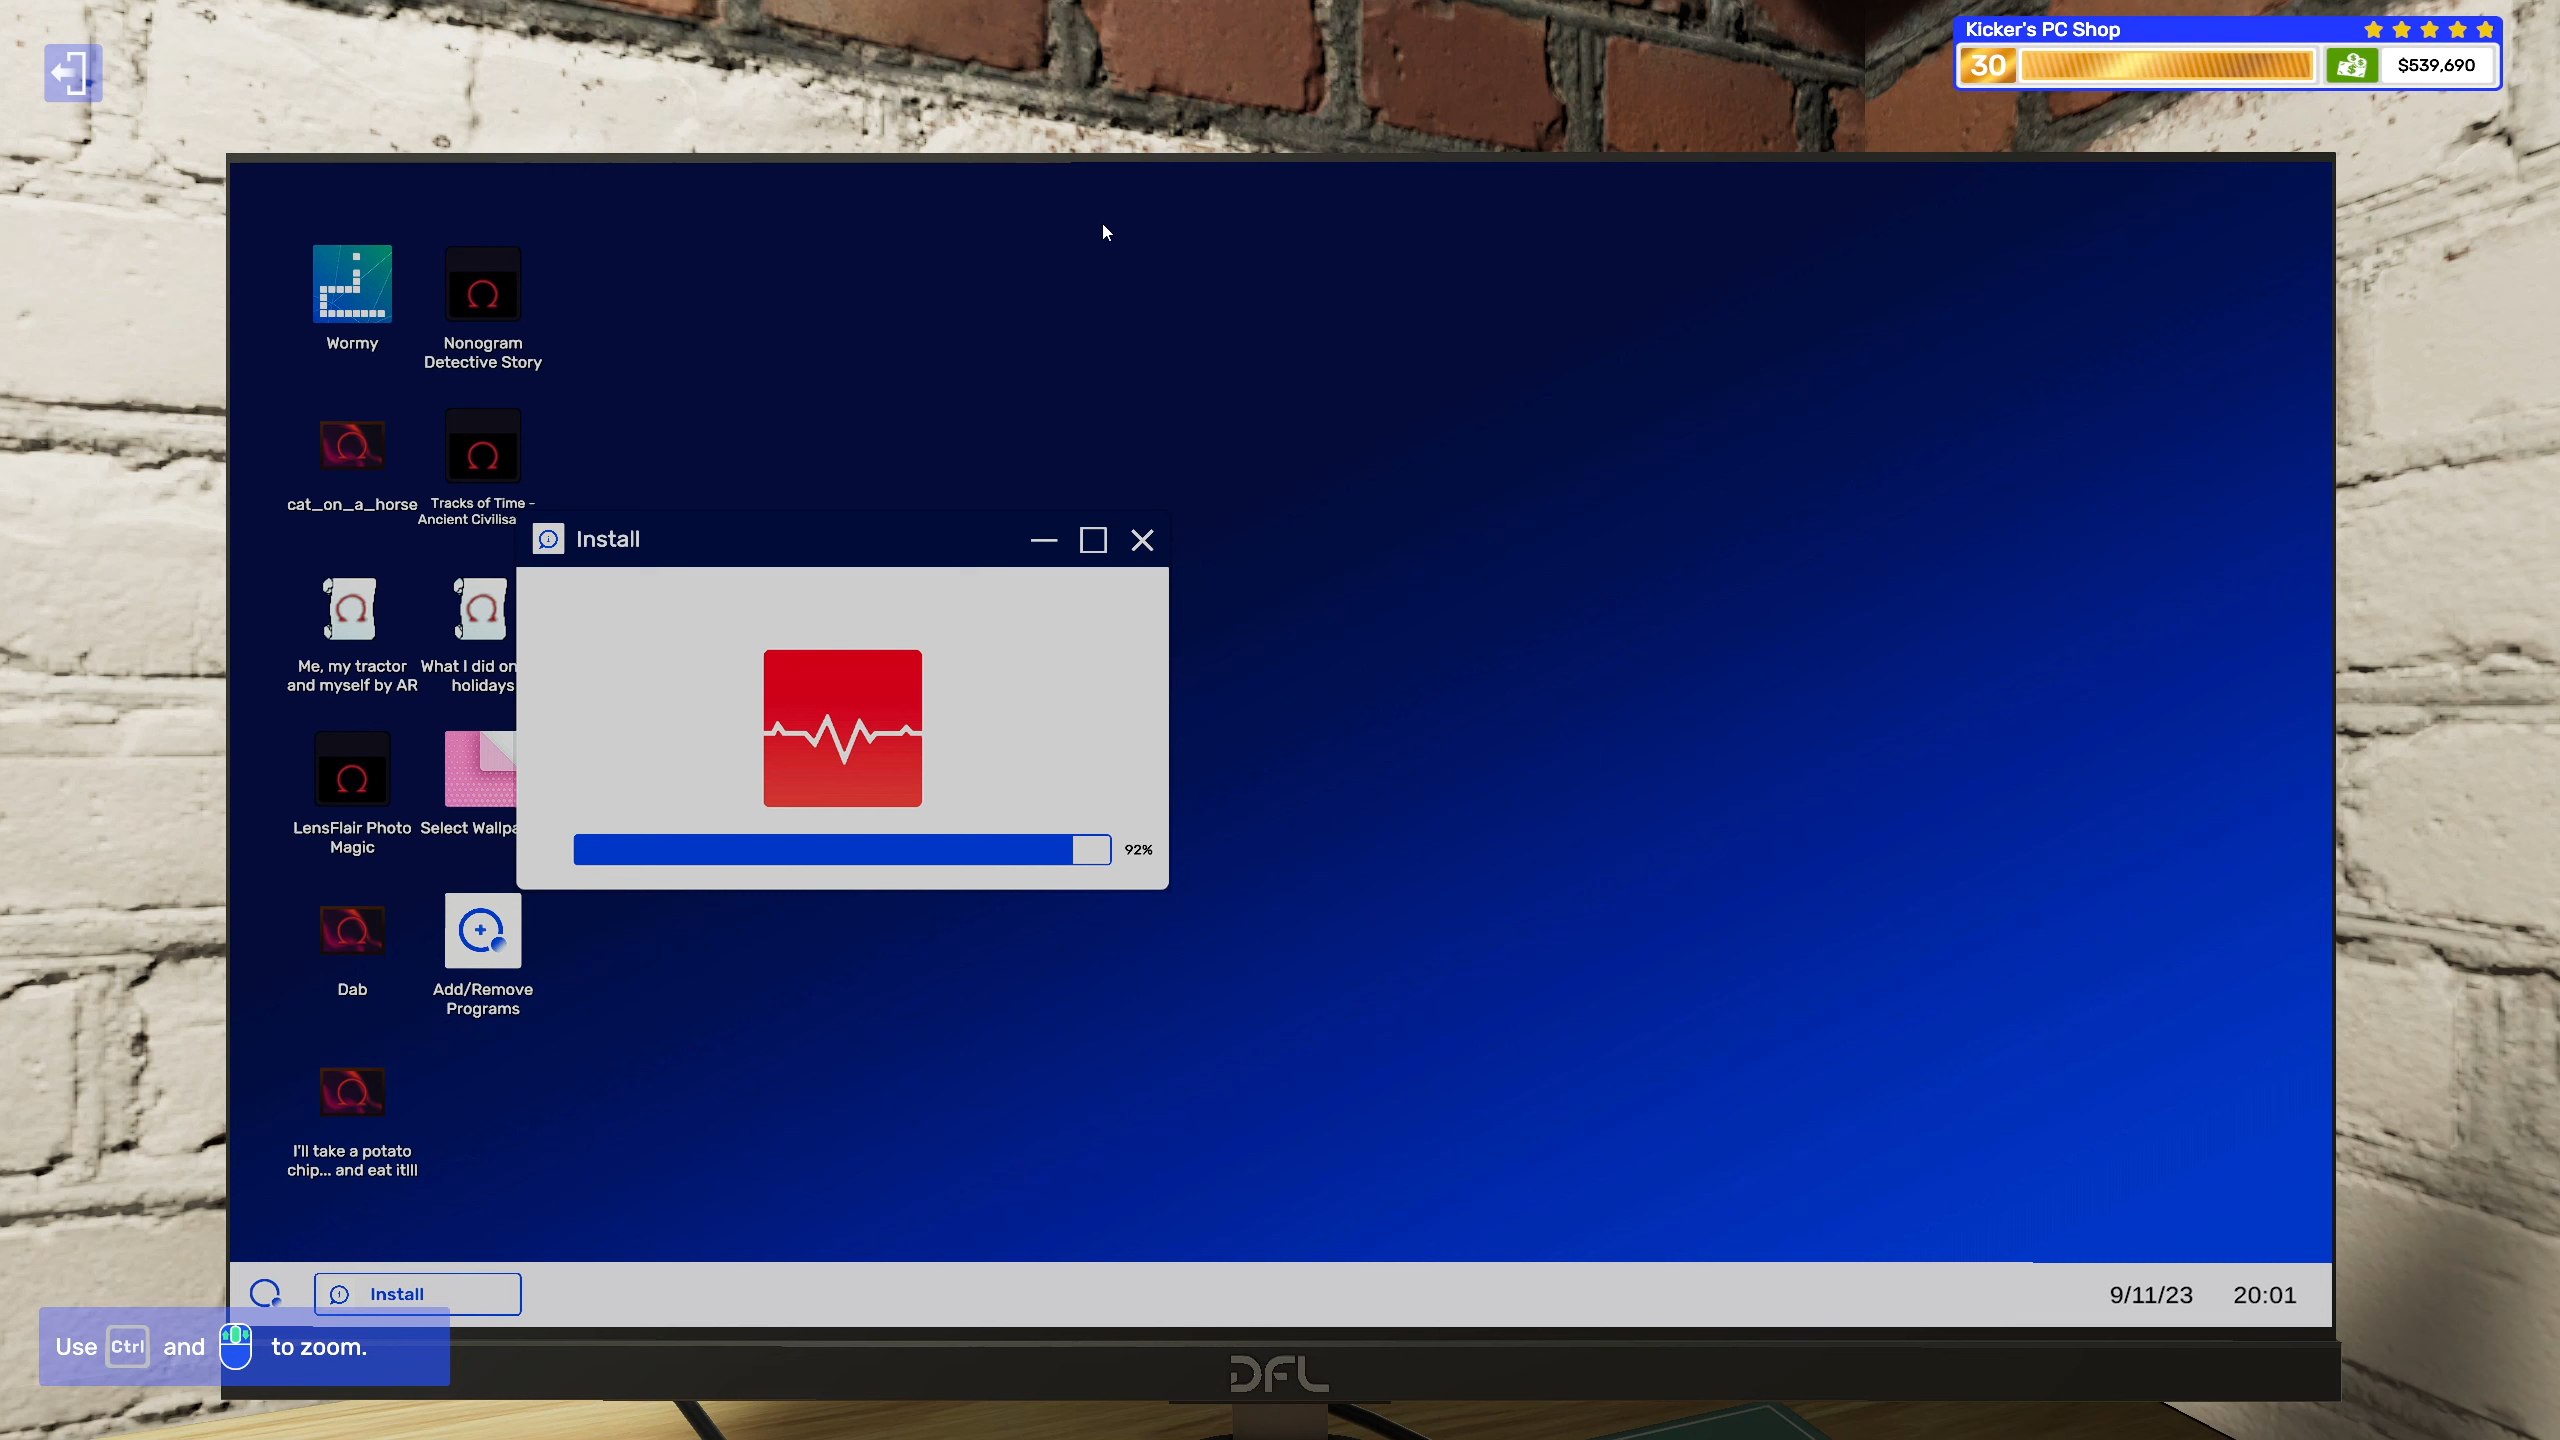 Kicker's PC Shop
30
$539,690
Wormy
Nonogram
Detective Story
cat_on_a_horse
Tracks of Time -
Ancient Civilisa
Install
Me, my tractor
and myself by AR
What I did on
holidays
LensFlair Photo
Magic
Select Wallpa
92%
Dab
Add/Remove
Programs
I'll take a potato
chip... and eat it!!!
Install
9/11/23
20:01
Use Ctrl and to zoom.
DFL